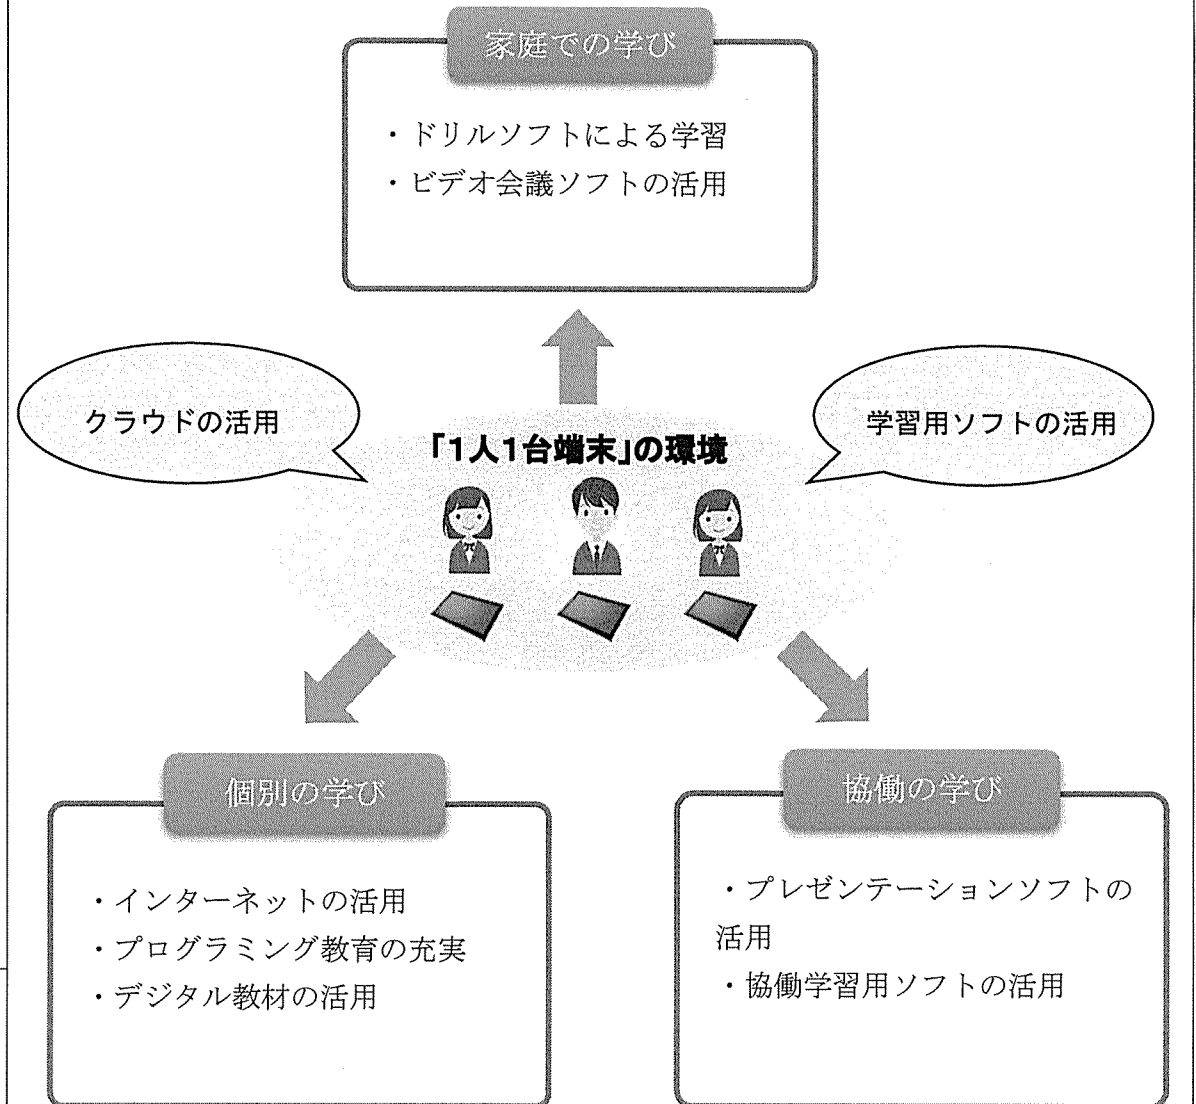 家庭での学び
・ドリルソフトによる学習
・ビデオ会議ソフトの活用
クラウドの活用
学習用ソフトの活用
「1人1台端末」の環境
個別の学び
・インターネットの活用
・プログラミング教育の充実
・デジタル教材の活用
協働の学び
・プレゼンテーションソフトの
活用
・協働学習用ソフトの活用